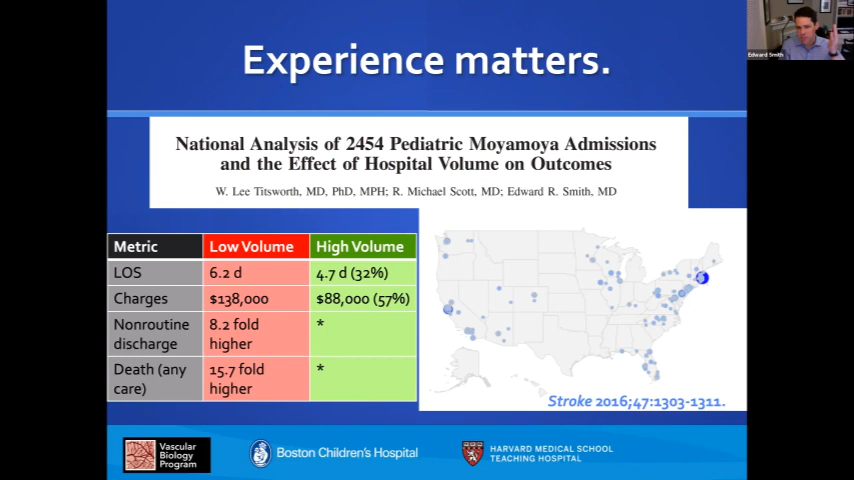 Experience matters.
Edward Smith
National Analysis of 2454 Pediatric Moyamoya Admissions
and the Effect of Hospital Volume on Outcomes
W. Lee Titsworth, MD, PhD, MPH; R. Michael Scott, MD; Edward R. Smith, MD
Metric Low Volume High Volume
LOS 6.2 d 4.7 d (32%)
Charges $138,000 $88,000 (57%)
Nonroutine 8.2 fold *
discharge higher
Death (any 15.7 fold *
care) higher
Stroke 2016;47:1303-1311.
Vascular
Biology
Program
Boston Children's Hospital
HARVARD MEDICAL SCHOOL
TEACHING HOSPITAL